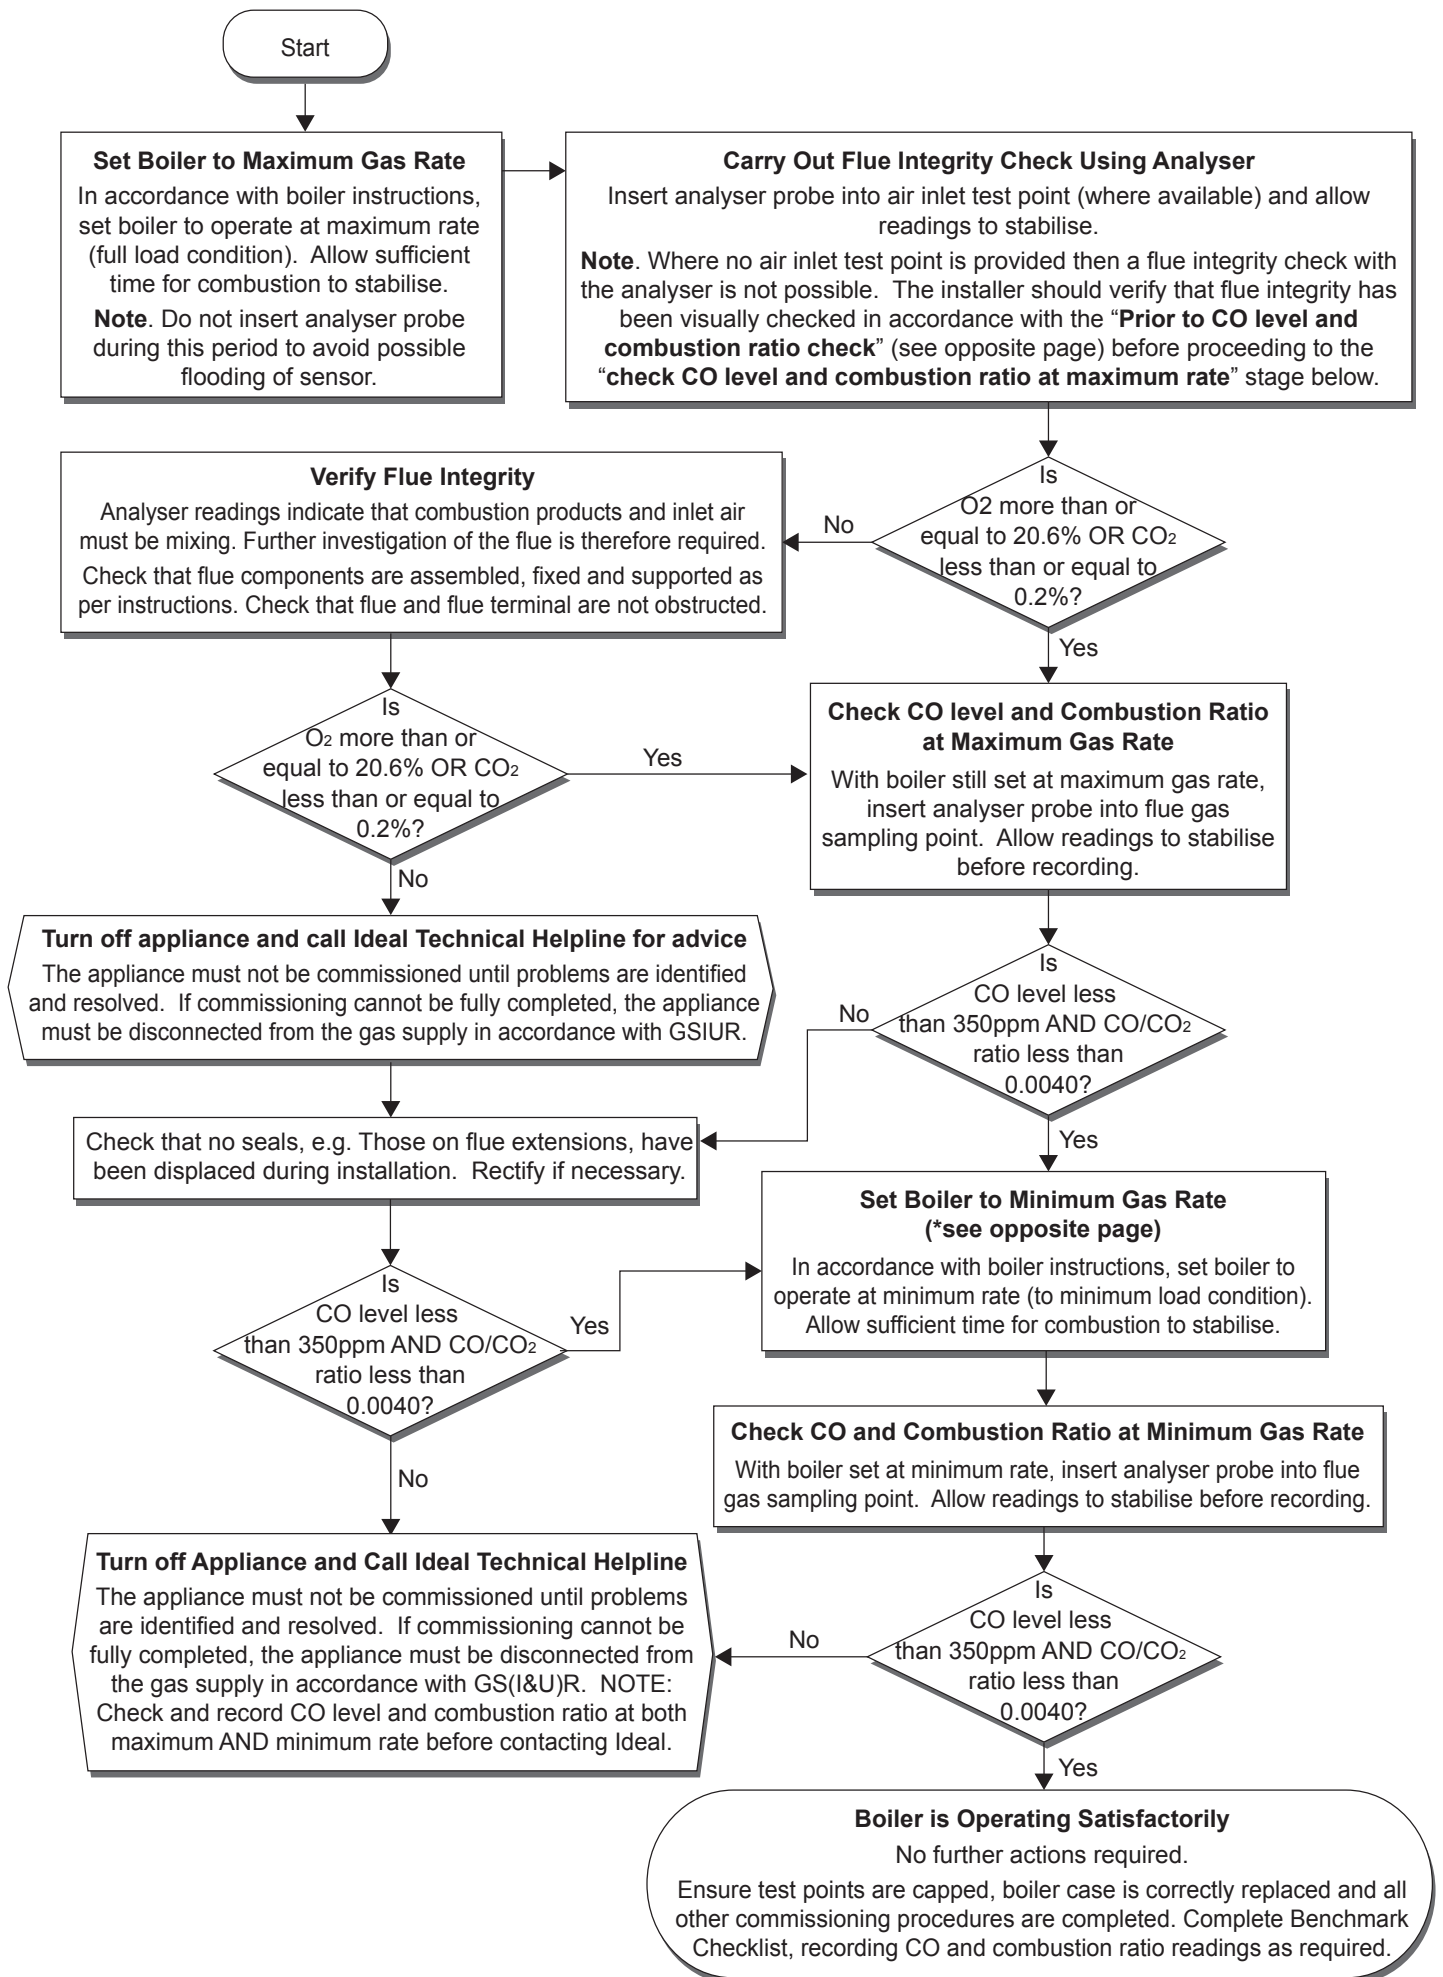 Start
Set Boiler to Maximum Gas Rate
In accordance with boiler instructions,
set boiler to operate at maximum rate
(full load condition).  Allow sufficient
time for combustion to stabilise.
Note. Do not insert analyser probe
during this period to avoid possible
flooding of sensor.
Carry Out Flue Integrity Check Using Analyser
Insert analyser probe into air inlet test point (where available) and allow
readings to stabilise.
Note. Where no air inlet test point is provided then a flue integrity check with
the analyser is not possible.  The installer should verify that flue integrity has
been visually checked in accordance with the “Prior to CO level and
combustion ratio check” (see opposite page) before proceeding to the
“check CO level and combustion ratio at maximum rate” stage below.
Is
O2 more than or
equal to 20.6% OR CO2
less than or equal to
0.2%?
No
Yes
Verify Flue Integrity
Analyser readings indicate that combustion products and inlet air
must be mixing. Further investigation of the flue is therefore required.
Check that flue components are assembled, fixed and supported as
per instructions. Check that flue and flue terminal are not obstructed.
Is
O2 more than or
equal to 20.6% OR CO2
less than or equal to
0.2%?
Yes
No
Check CO level and Combustion Ratio
at Maximum Gas Rate
With boiler still set at maximum gas rate,
insert analyser probe into flue gas
sampling point.  Allow readings to stabilise
before recording.
Turn off appliance and call Ideal Technical Helpline for advice
The appliance must not be commissioned until problems are identified
and resolved.  If commissioning cannot be fully completed, the appliance
must be disconnected from the gas supply in accordance with GSIUR.
Is
CO level less
than 350ppm AND CO/CO2
ratio less than
0.0040?
No
Yes
Check that no seals, e.g. Those on flue extensions, have
been displaced during installation.  Rectify if necessary.
Set Boiler to Minimum Gas Rate
(*see opposite page)
In accordance with boiler instructions, set boiler to
operate at minimum rate (to minimum load condition).
Allow sufficient time for combustion to stabilise.
Is
CO level less
than 350ppm AND CO/CO2
ratio less than
0.0040?
Yes
No
Check CO and Combustion Ratio at Minimum Gas Rate
With boiler set at minimum rate, insert analyser probe into flue
gas sampling point.  Allow readings to stabilise before recording.
Turn off Appliance and Call Ideal Technical Helpline
The appliance must not be commissioned until problems
are identified and resolved.  If commissioning cannot be
fully completed, the appliance must be disconnected from
the gas supply in accordance with GS(I&U)R.  NOTE:
Check and record CO level and combustion ratio at both
maximum AND minimum rate before contacting Ideal.
Is
CO level less
than 350ppm AND CO/CO2
ratio less than
0.0040?
No
Yes
Boiler is Operating Satisfactorily
No further actions required.
Ensure test points are capped, boiler case is correctly replaced and all
other commissioning procedures are completed. Complete Benchmark
Checklist, recording CO and combustion ratio readings as required.